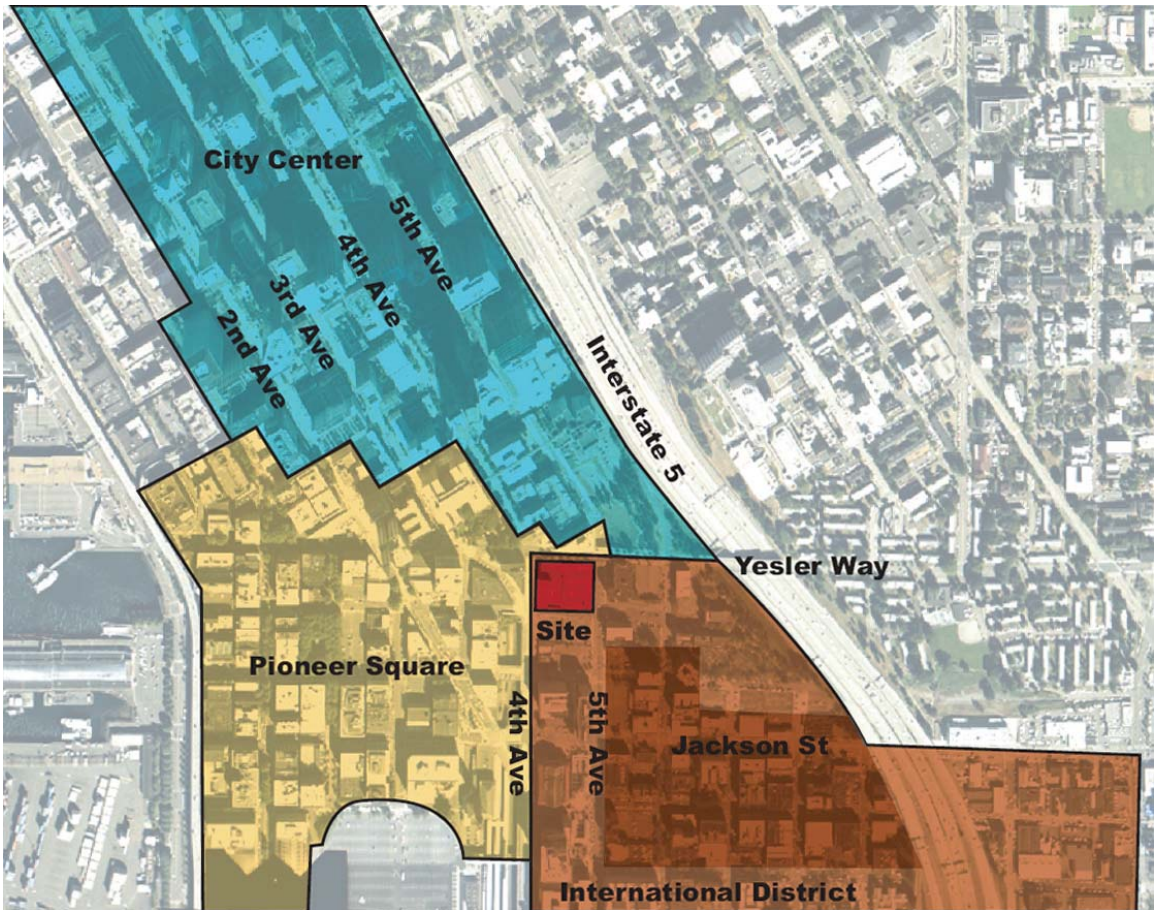 City Center
5th Ave
4th Ave
3rd Ave
2nd Ave
Interstate 5
Yesler Way
Site
Pioneer Square
4th Ave
5th Ave
Jackson St
International District